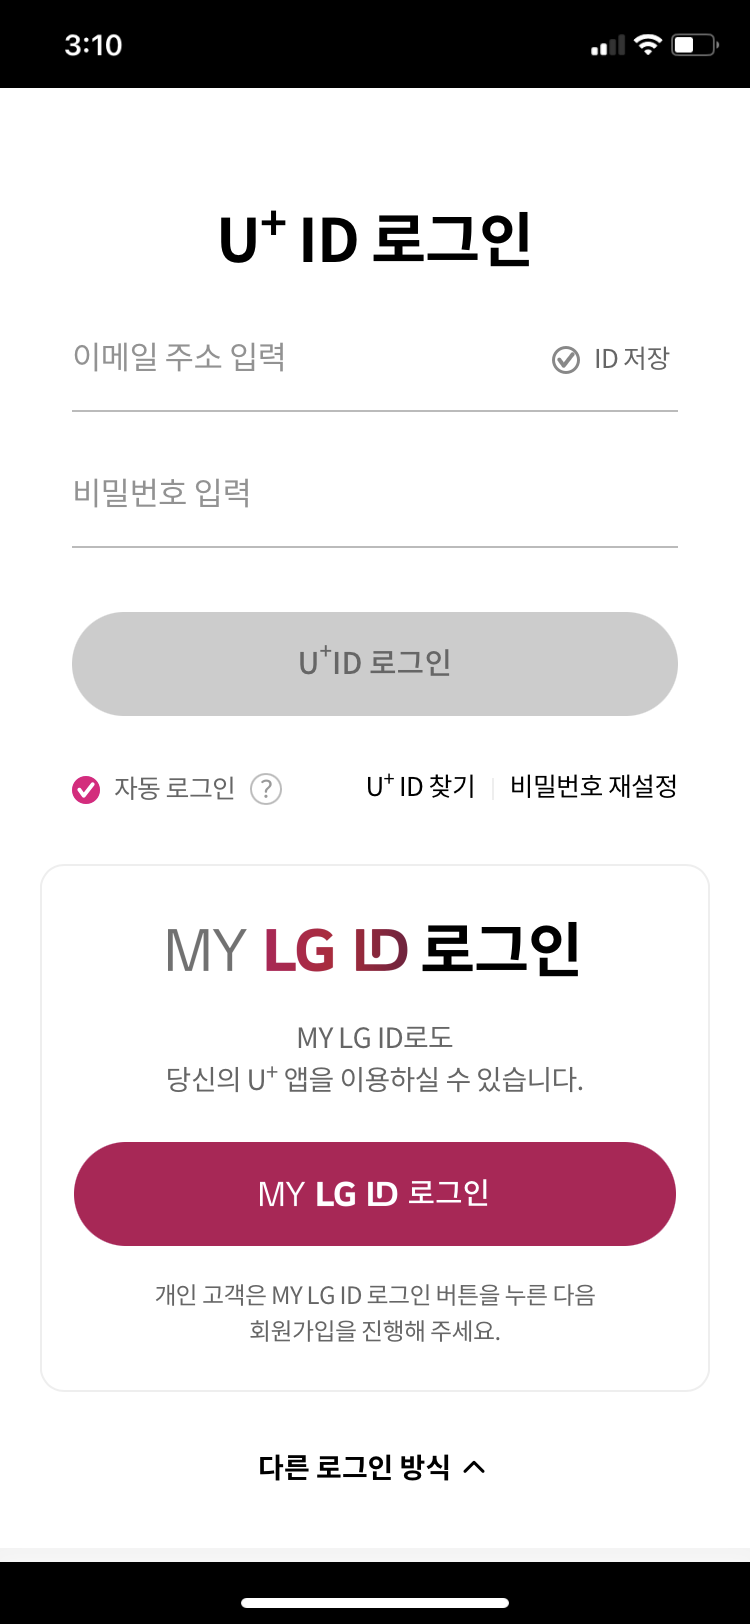 3:10
U+ ID 로그인
이메일 주소 입력
ID 저장
비밀번호 입력
U+ID 로그인
자동 로그인 ?
U+ ID 찾기
비밀번호 재설정
MY LG ID 로그인
MY LG ID로도
당신의 U+ 앱을 이용하실 수 있습니다.
MY LG ID 로그인
개인 고객은 MY LG ID 로그인 버튼을 누른 다음
회원가입을 진행해 주세요.
다른 로그인 방식